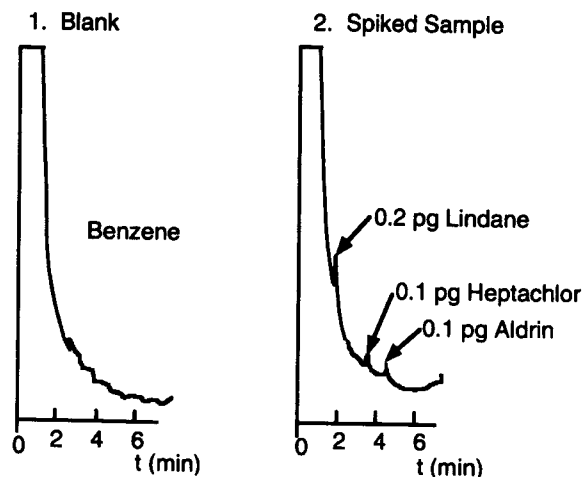 1. Blank
Benzene
0
2
4
6
t (min)
2. Spiked Sample
0.2 pg Lindane
0.1 pg Heptachlor
0.1 pg Aldrin
0
2
4
6
t (min)